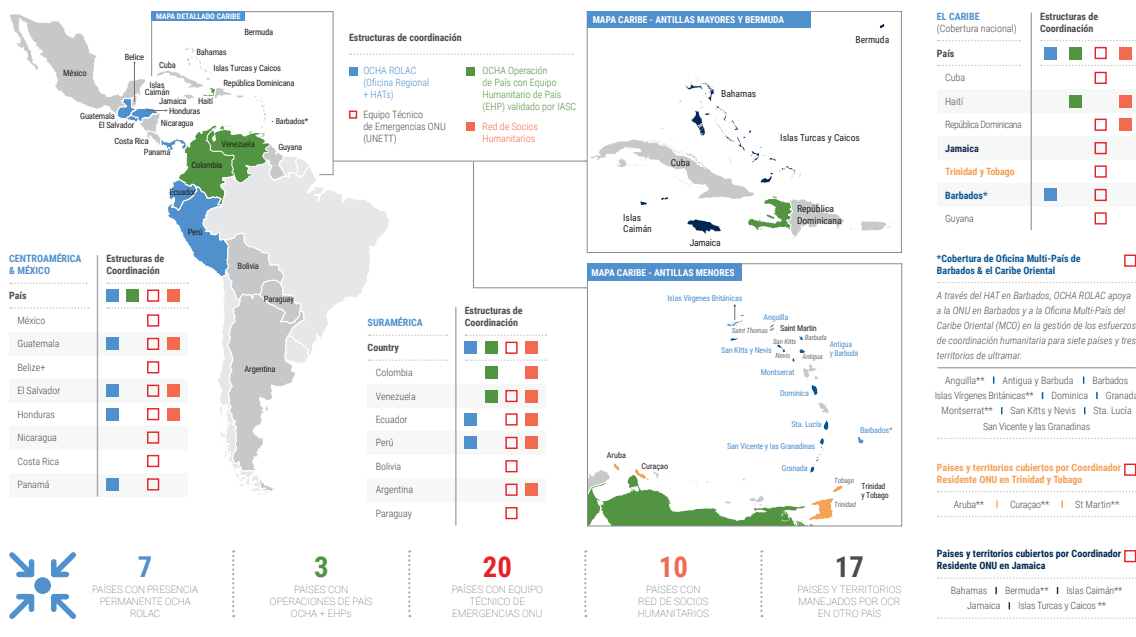 MAPA DETALLADO CARIBE
Bermuda
Bahamas
Belice
Cuba
Islas Turcas y Caicos
México
Islas
Caimán
República Dominicana
Jamaica
Haití
Honduras
Guatemala
El Salvador
Nicaragua
Barbados*
Costa Rica
Panamá
Venezuela
Guyana
Colombia
Ecuador
Perú
Bolivia
Paraguay
Argentina
Estructuras de coordinación
OCHA ROLAC
(Oficina Regional
+ HATs)
Equipo Técnico
de Emergencias ONU
(UNETT)
OCHA Operación
de País con Equipo
Humanitario de País
(EHP) validado por IASC
Red de Socios
Humanitarios
MAPA CARIBE - ANTILLAS MAYORES Y BERMUDA
Bermuda
Bahamas
Islas Turcas y Caicos
Cuba
Islas
Caimán
Jamaica
República
Dominicana
MAPA CARIBE - ANTILLAS MENORES
Islas Vírgenes Británicas
Anguilla
Saint Thomas
Saint Martin
San Kitts
Barbuda
San Kitts y Nevis
Nevis
Antigua
Antigua
y Barbuda
Montserrat
Dominica
Sta. Lucía
Barbados*
San Vicente y las Granadinas
Granada
Aruba
Curaçao
Tobago
Trinidad
Trinidad
y Tobago
CENTROAMÉRICA
& MÉXICO
Estructuras de
Coordinación
País
México
Guatemala
Belize+
El Salvador
Honduras
Nicaragua
Costa Rica
Panamá
SURAMÉRICA
Estructuras de
Coordinación
Country
Colombia
Venezuela
Ecuador
Perú
Bolivia
Argentina
Paraguay
EL CARIBE
(Cobertura nacional)
Estructuras de
Coordinación
País
Cuba
Haití
República Dominicana
Jamaica
Trinidad y Tobago
Barbados*
Guyana
*Cobertura de Oficina Multi-País de
Barbados & el Caribe Oriental
A través del HAT en Barbados, OCHA ROLAC apoya
a la ONU en Barbados y a la Oficina Multi-País del
Caribe Oriental (MCO) en la gestión de los esfuerzos
de coordinación humanitaria para siete países y tres
territorios de ultramar.
Anguilla** I Antigua y Barbuda I Barbados
Islas Vírgenes Británicas** I Dominica I Granada
Montserrat** I San Kitts y Nevis I Sta. Lucía
San Vicente y las Granadinas
Paises y territorios cubiertos por Coordinador
Residente ONU en Trinidad y Tobago
Aruba** I Curaçao** I St Martin**
Paises y territorios cubiertos por Coordinador
Residente ONU en Jamaica
Bahamas I Bermuda** I Islas Caimán**
Jamaica I Islas Turcas y Caicos **
7
PAÍSES CON PRESENCIA
PERMANENTE OCHA
ROLAC
3
PAÍSES CON
OPERACIONES DE PAÍS
OCHA + EHPs
20
PAÍSES CON EQUIPO
TÉCNICO DE
EMERGENCIAS ONU
10
PAÍSES CON
RED DE SOCIOS
HUMANITARIOS
17
PAÍSES Y TERRITORIOS
MANEJADOS POR OCR
EN OTRO PAÍS